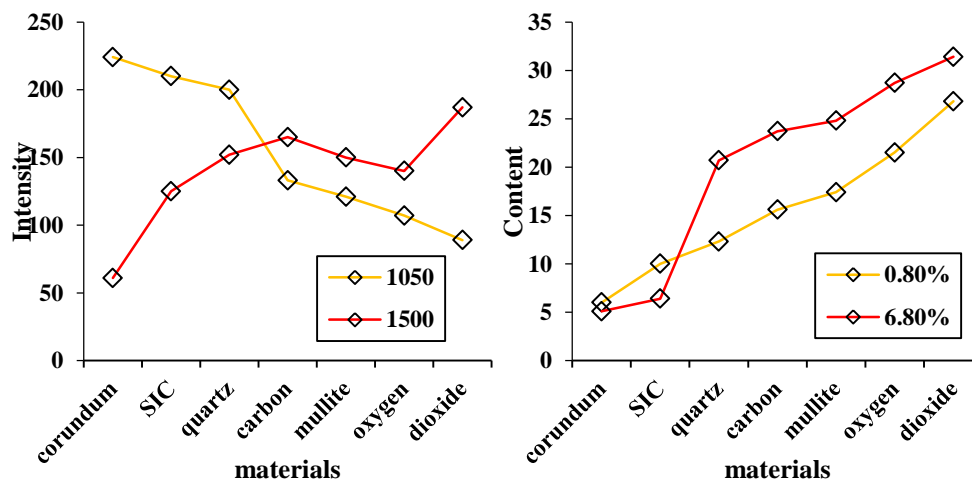 250
200
150
100
50
0
Intensity
1050
1500
corundum
SIC
quartz
carbon
mullite
oxygen
dioxide
materials
35
30
25
20
15
10
5
0
Content
0.80%
6.80%
corundum
SIC
quartz
carbon
mullite
oxygen
dioxide
materials